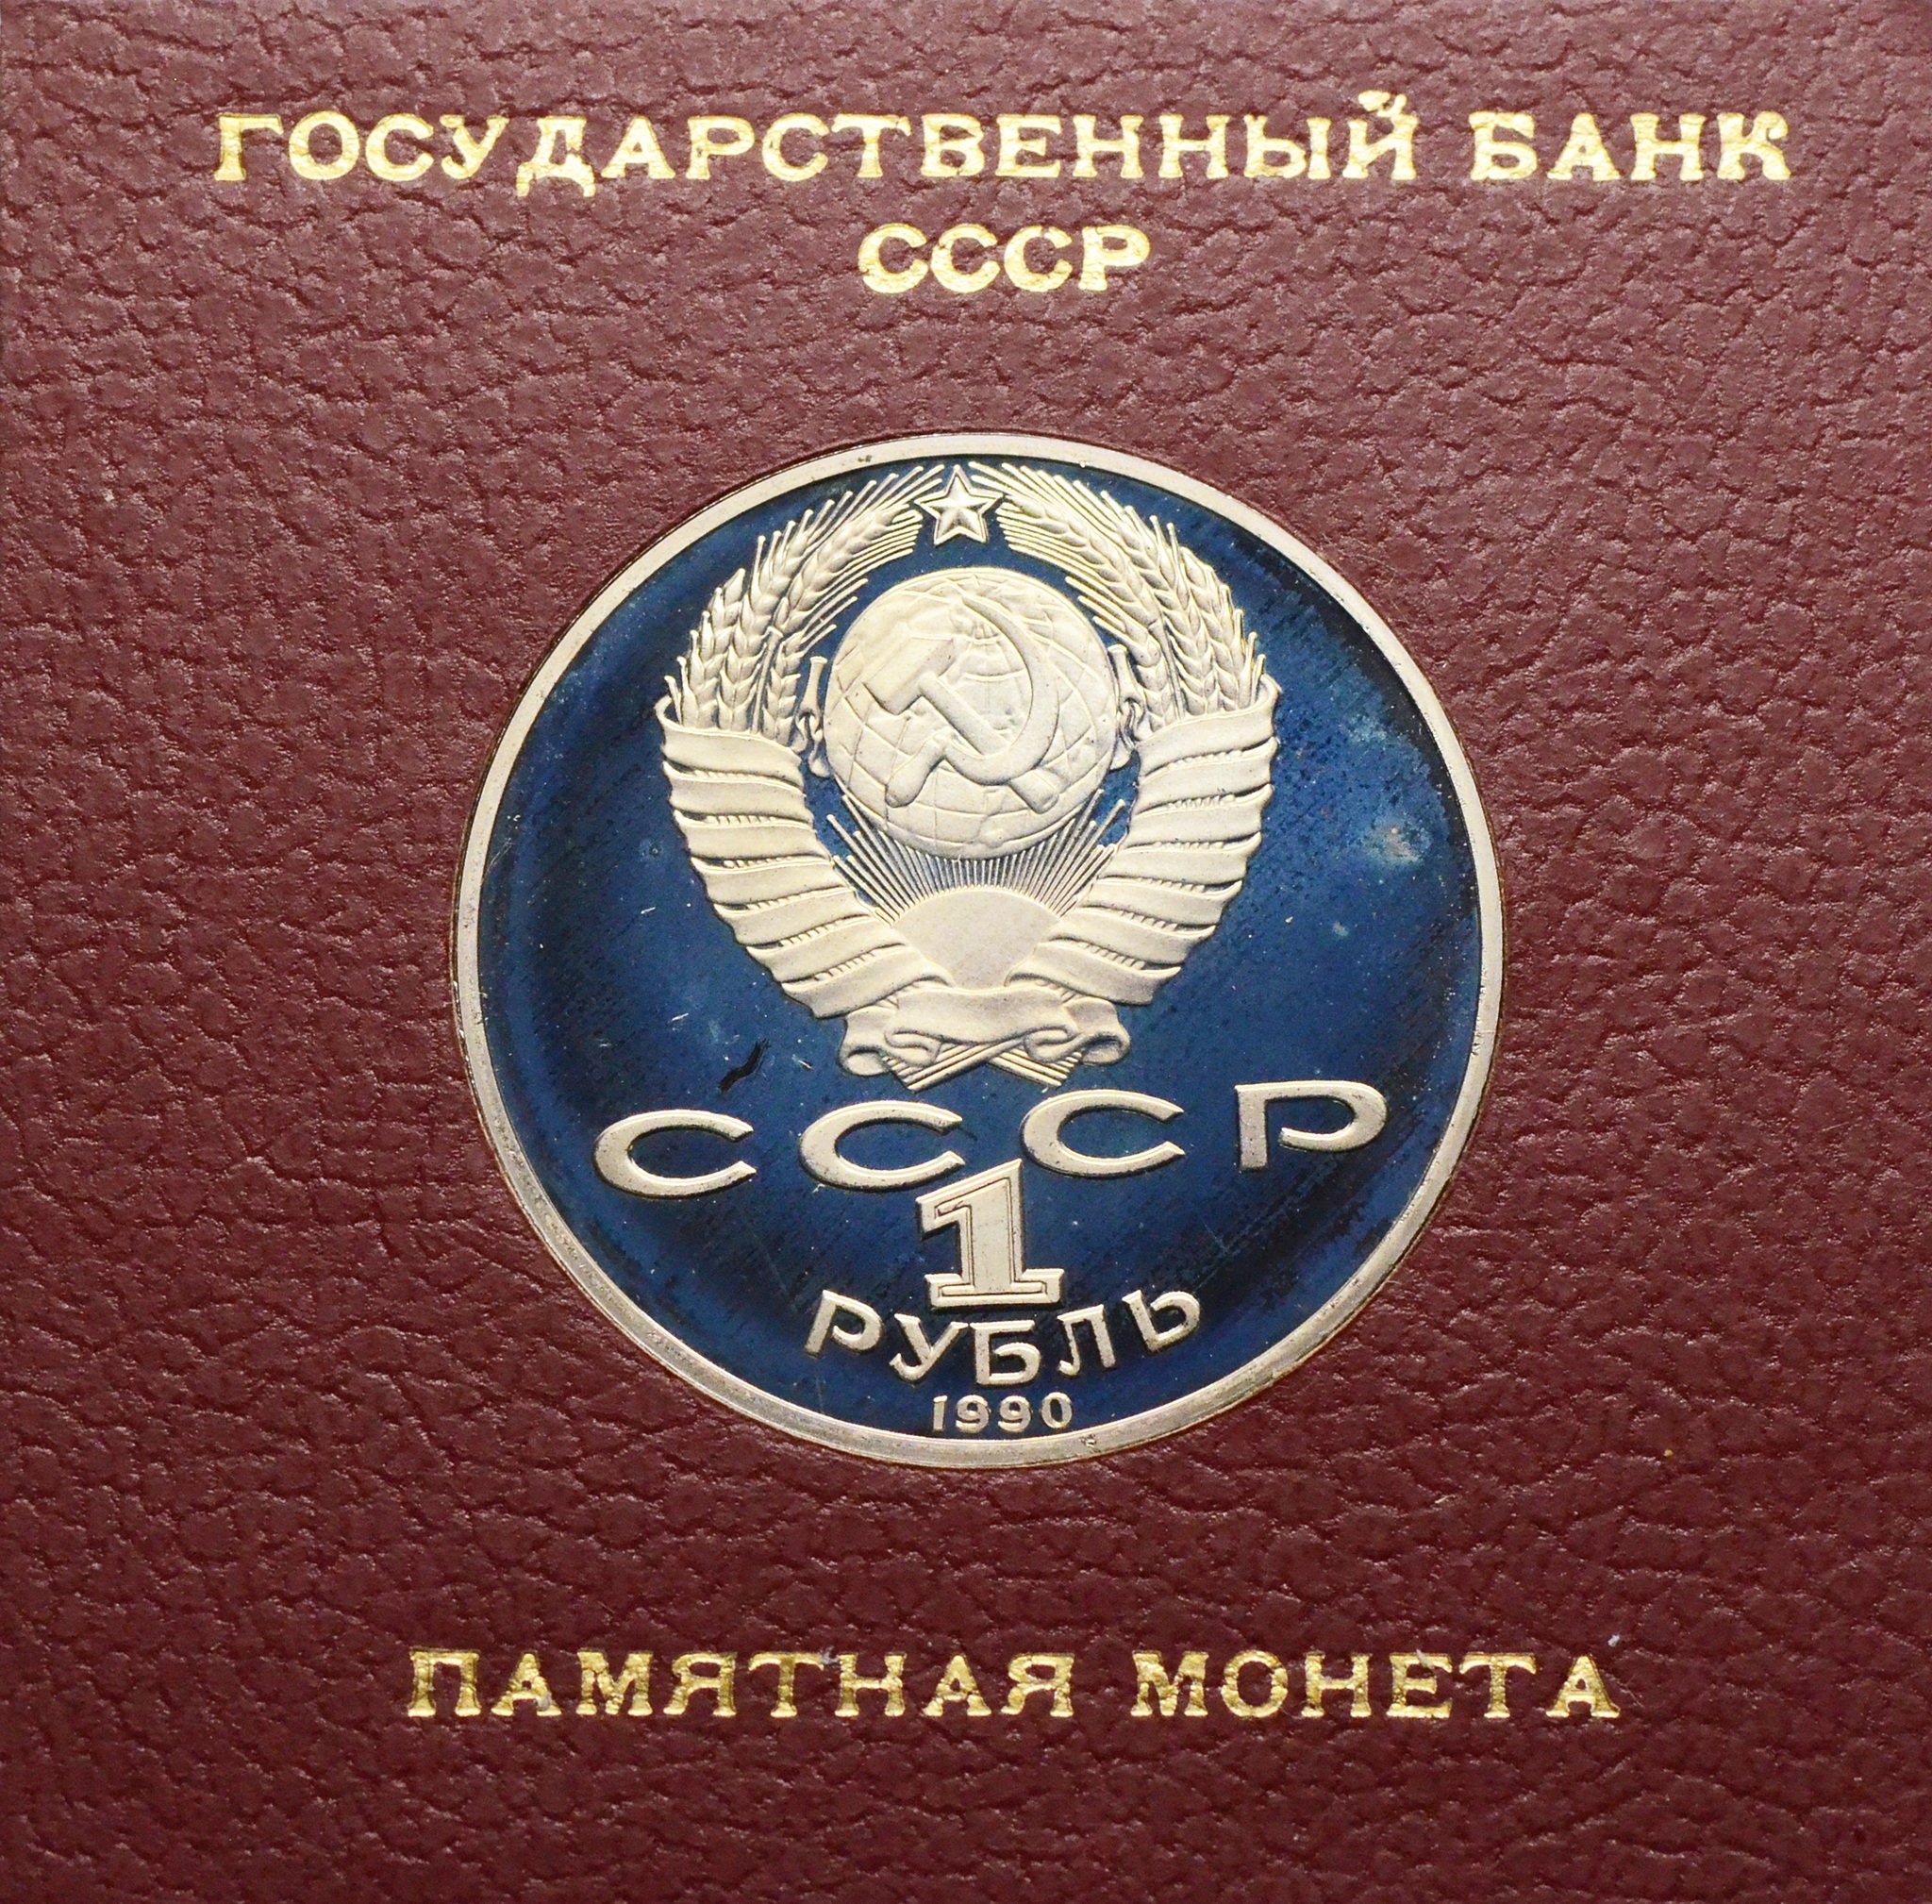 ГОСУДАРСТВЕННЫЙ БАНК
СССР
СССР
1
РУБЛЬ
1990
ПАМЯТНАЯ МОНЕТА